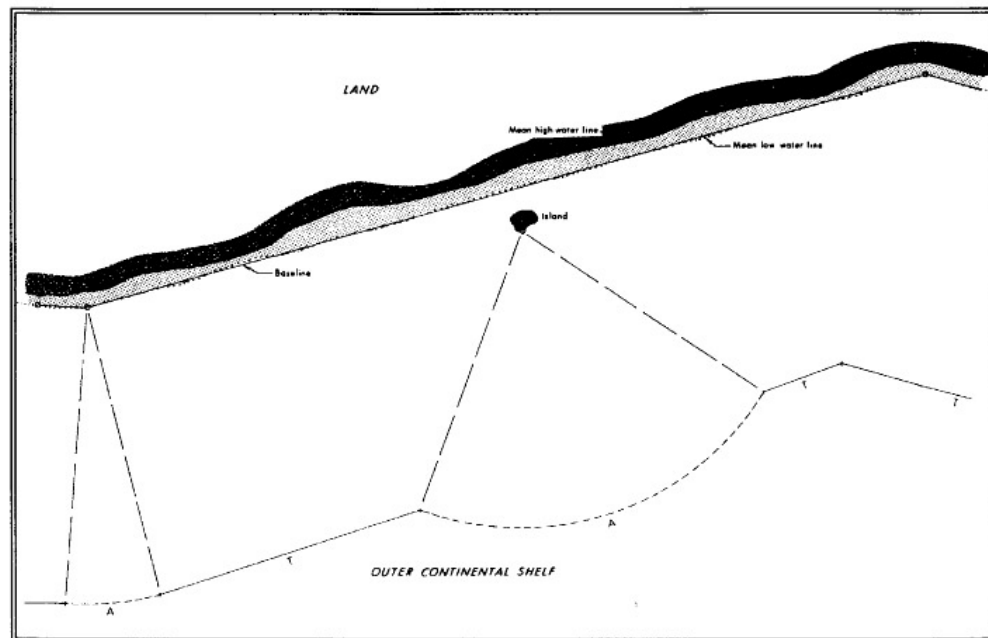 LAND
Mean high water line
Mean low water line
Island
Baseline
T
T
T
A
A
OUTER CONTINENTAL SHELF